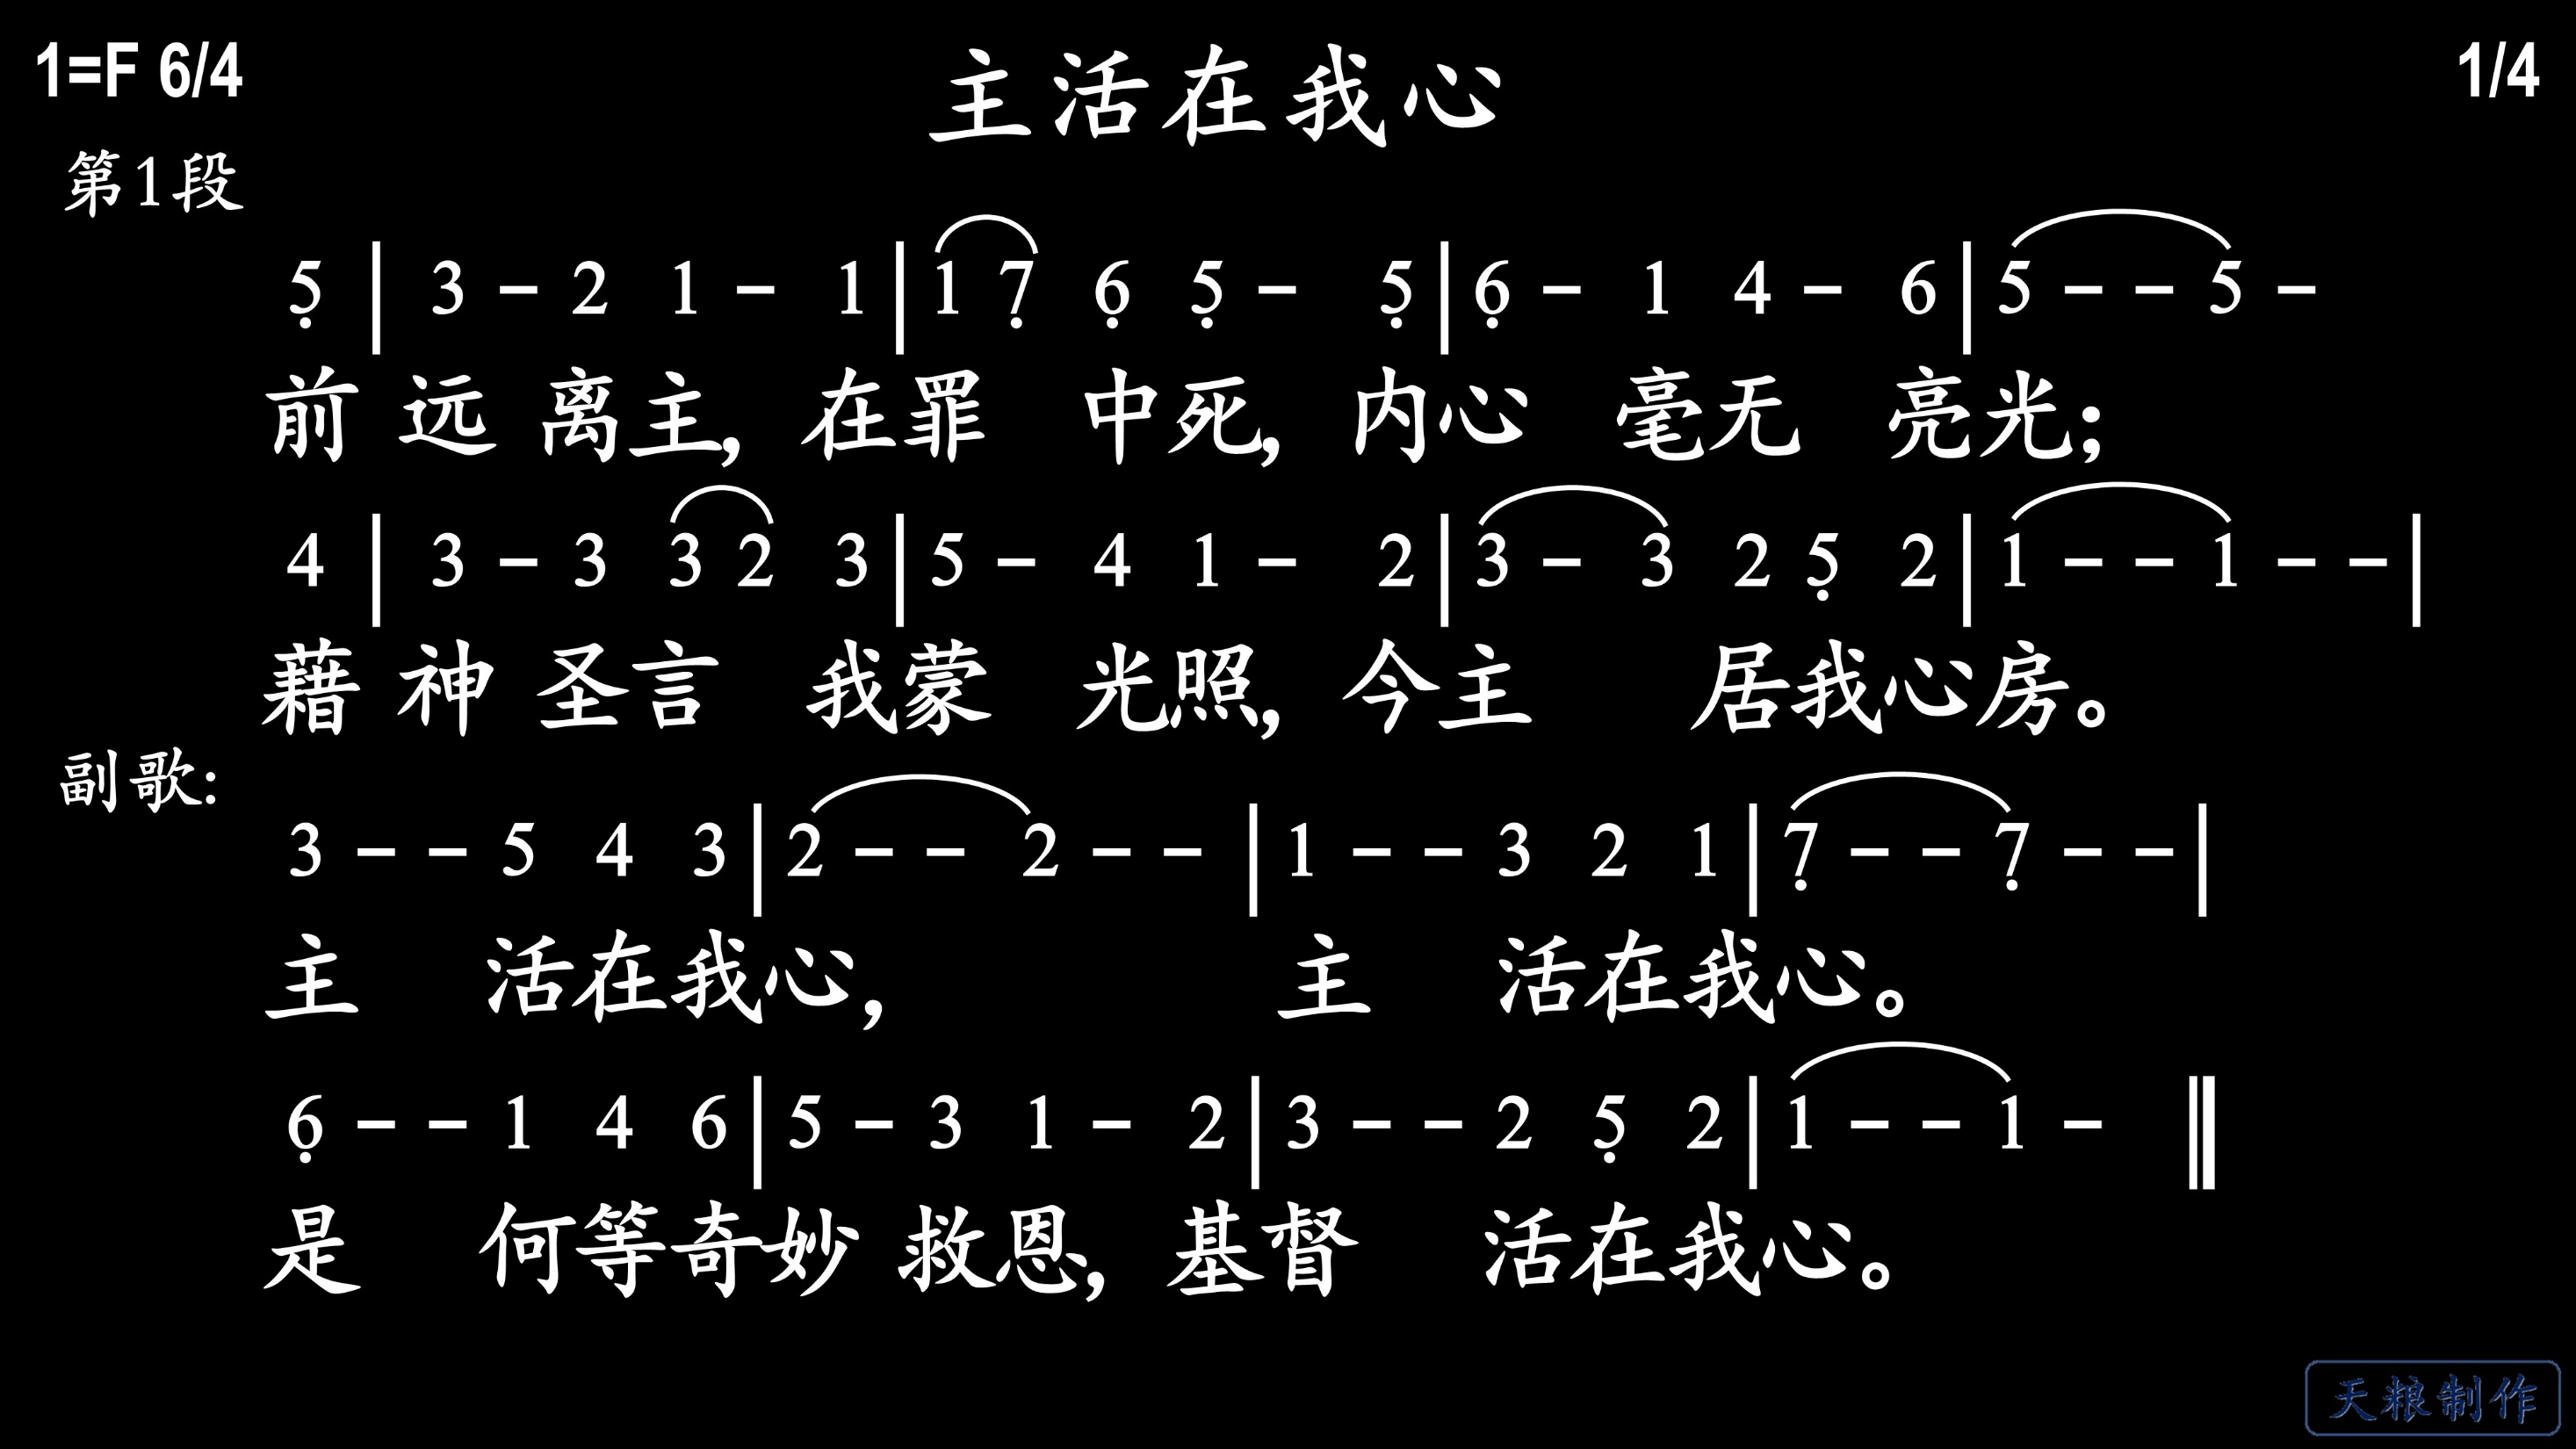 1=F 6/4
主活在我心
1/4
第1段
5 | 3 - 2 1 - 1 | 1 7 6 5 - 5 | 6 - 1 4 - 6 | 5 - - 5 -
前远离主,在罪中死,内心毫无亮光;
4 | 3 - 3 3 2 3 | 5 - 4 1 - 2 | 3 - 3 2 5 2 | 1 - - 1 - - |
藉神圣言我蒙光照,今主居我心房。
副歌:
3 - - 5 4 3 | 2 - - 2 - - | 1 - - 3 2 1 | 7 - - 7 - - |
主活在我心,主活在我心。
6 - - 1 4 6 | 5 - 3 1 - 2 | 3 - - 2 5 2 | 1 - - 1 - ‖
是何等奇妙救恩,基督活在我心。
天粮制作